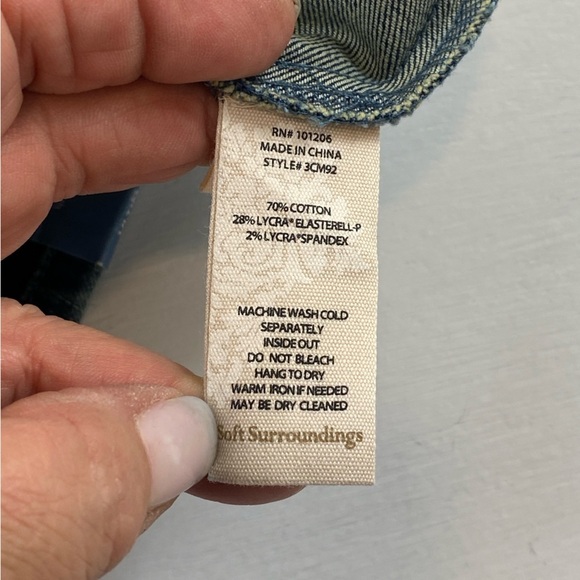 RN# 101206
MADE IN CHINA
STYLE# 3CM92
70% COTTON
28% LYCRA® ELASTERELL-P
2% LYCRA® SPANDEX
MACHINE WASH COLD
SEPARATELY
INSIDE OUT
DO NOT BLEACH
HANG TO DRY
WARM IRON IF NEEDED
MAY BE DRY CLEANED
Soft Surroundings